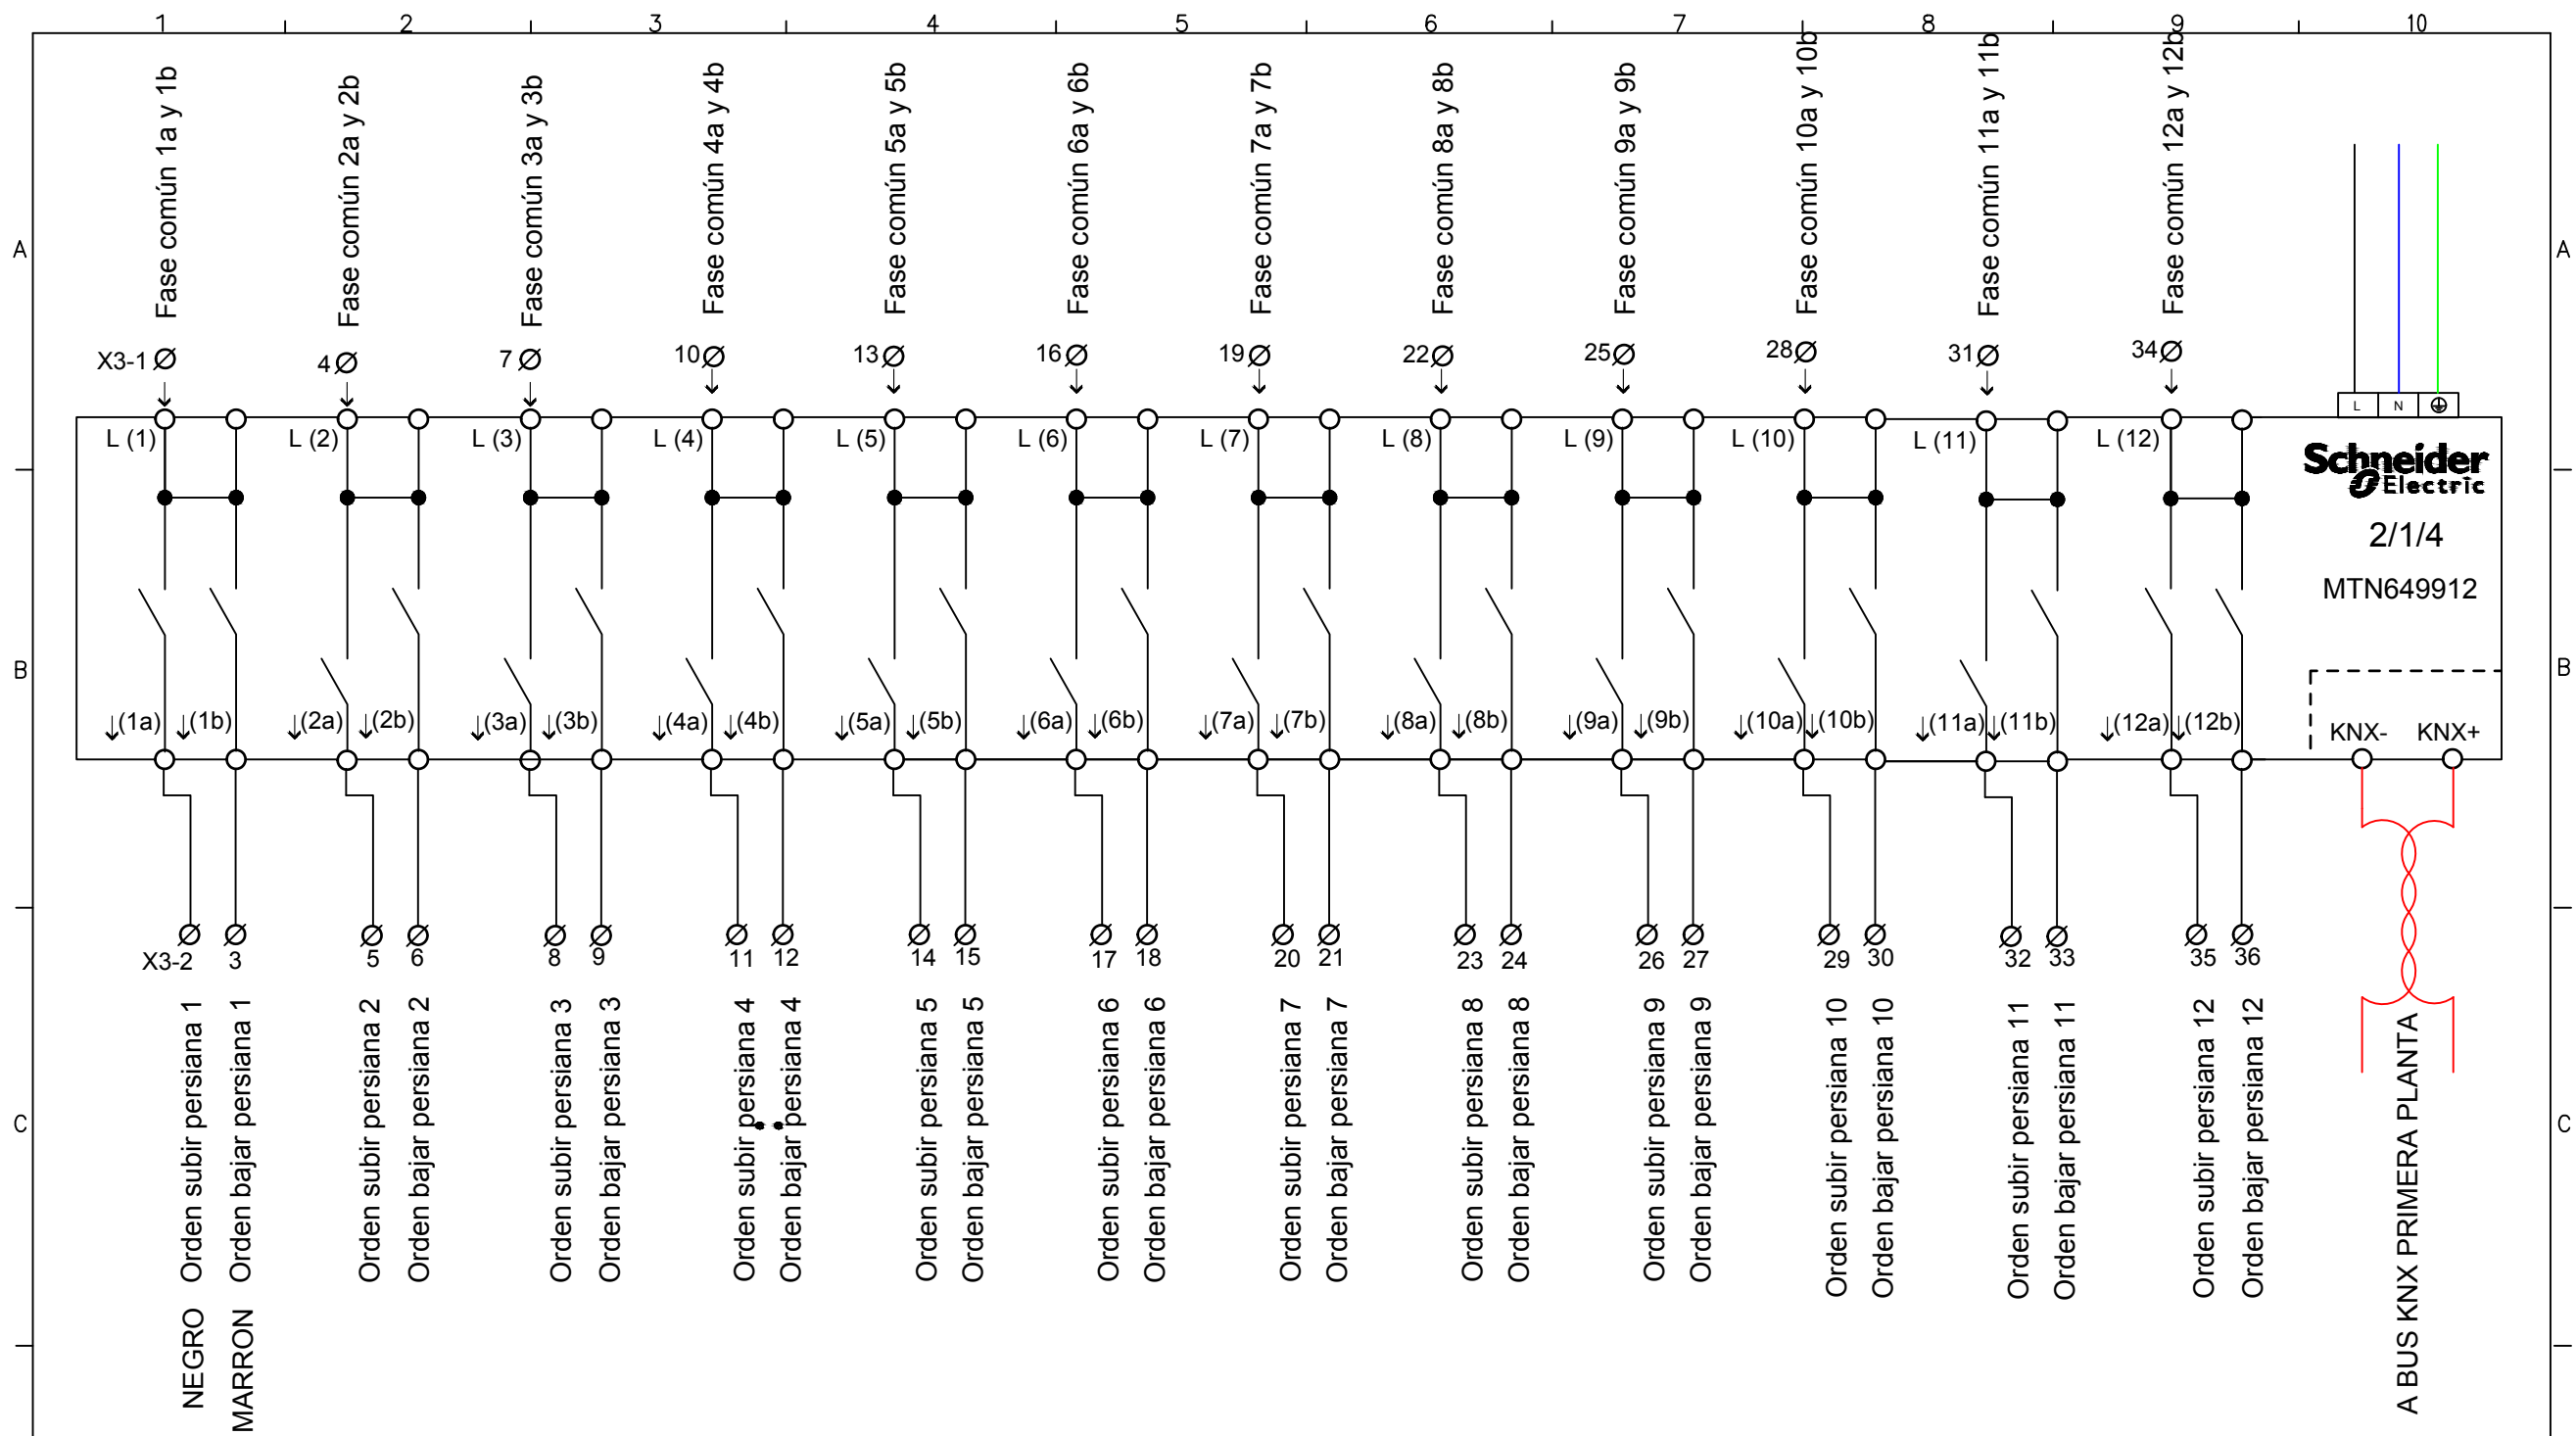 1 2 3 4 5 6 7 8 9 10
A A
B B
C C
Fase común 1a y 1b
Fase común 2a y 2b
Fase común 3a y 3b
Fase común 4a y 4b
Fase común 5a y 5b
Fase común 6a y 6b
Fase común 7a y 7b
Fase común 8a y 8b
Fase común 9a y 9b
Fase común 10a y 10b
Fase común 11a y 11b
Fase común 12a y 12b
X3-1 4 7 10 13 16 19 22 25 28 31 34
L N
L (1) L (2) L (3) L (4) L (5) L (6) L (7) L (8) L (9) L (10) L (11) L (12)
Schneider
Electric
2/1/4
MTN649912
(1a) (1b) (2a) (2b) (3a) (3b) (4a) (4b) (5a) (5b) (6a) (6b) (7a) (7b) (8a) (8b) (9a) (9b) (10a) (10b) (11a) (11b) (12a) (12b)
KNX- KNX+
X3-2 3 5 6 8 9 11 12 14 15 17 18 20 21 23 24 26 27 29 30 32 33 35 36
NEGRO Orden subir persiana 1
MARRON Orden bajar persiana 1
Orden subir persiana 2
Orden bajar persiana 2
Orden subir persiana 3
Orden bajar persiana 3
Orden subir persiana 4
Orden bajar persiana 4
Orden subir persiana 5
Orden bajar persiana 5
Orden subir persiana 6
Orden bajar persiana 6
Orden subir persiana 7
Orden bajar persiana 7
Orden subir persiana 8
Orden bajar persiana 8
Orden subir persiana 9
Orden bajar persiana 9
Orden subir persiana 10
Orden bajar persiana 10
Orden subir persiana 11
Orden bajar persiana 11
Orden subir persiana 12
Orden bajar persiana 12
A BUS KNX PRIMERA PLANTA